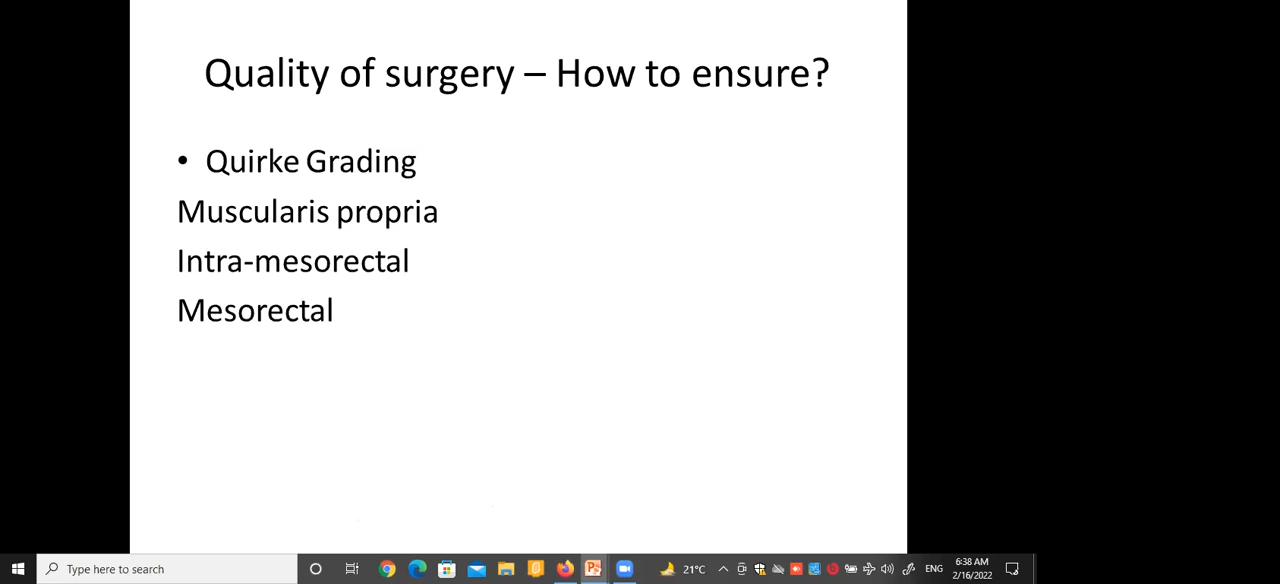 Quality of surgery – How to ensure?
• Quirke Grading
Muscularis propria
Intra-mesorectal
Mesorectal
Type here to search
21°C
ENG
6:38 AM
2/16/2022